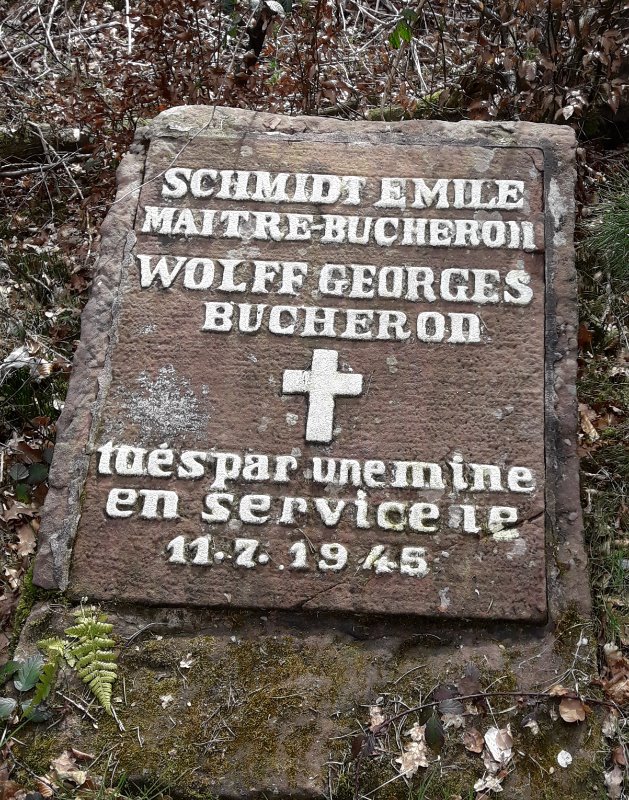 SCHMIDT EMILE
MAITRE-BUCHERON
WOLFF GEORGES
BUCHERON
tués par une mine
en service le
11.7.1945